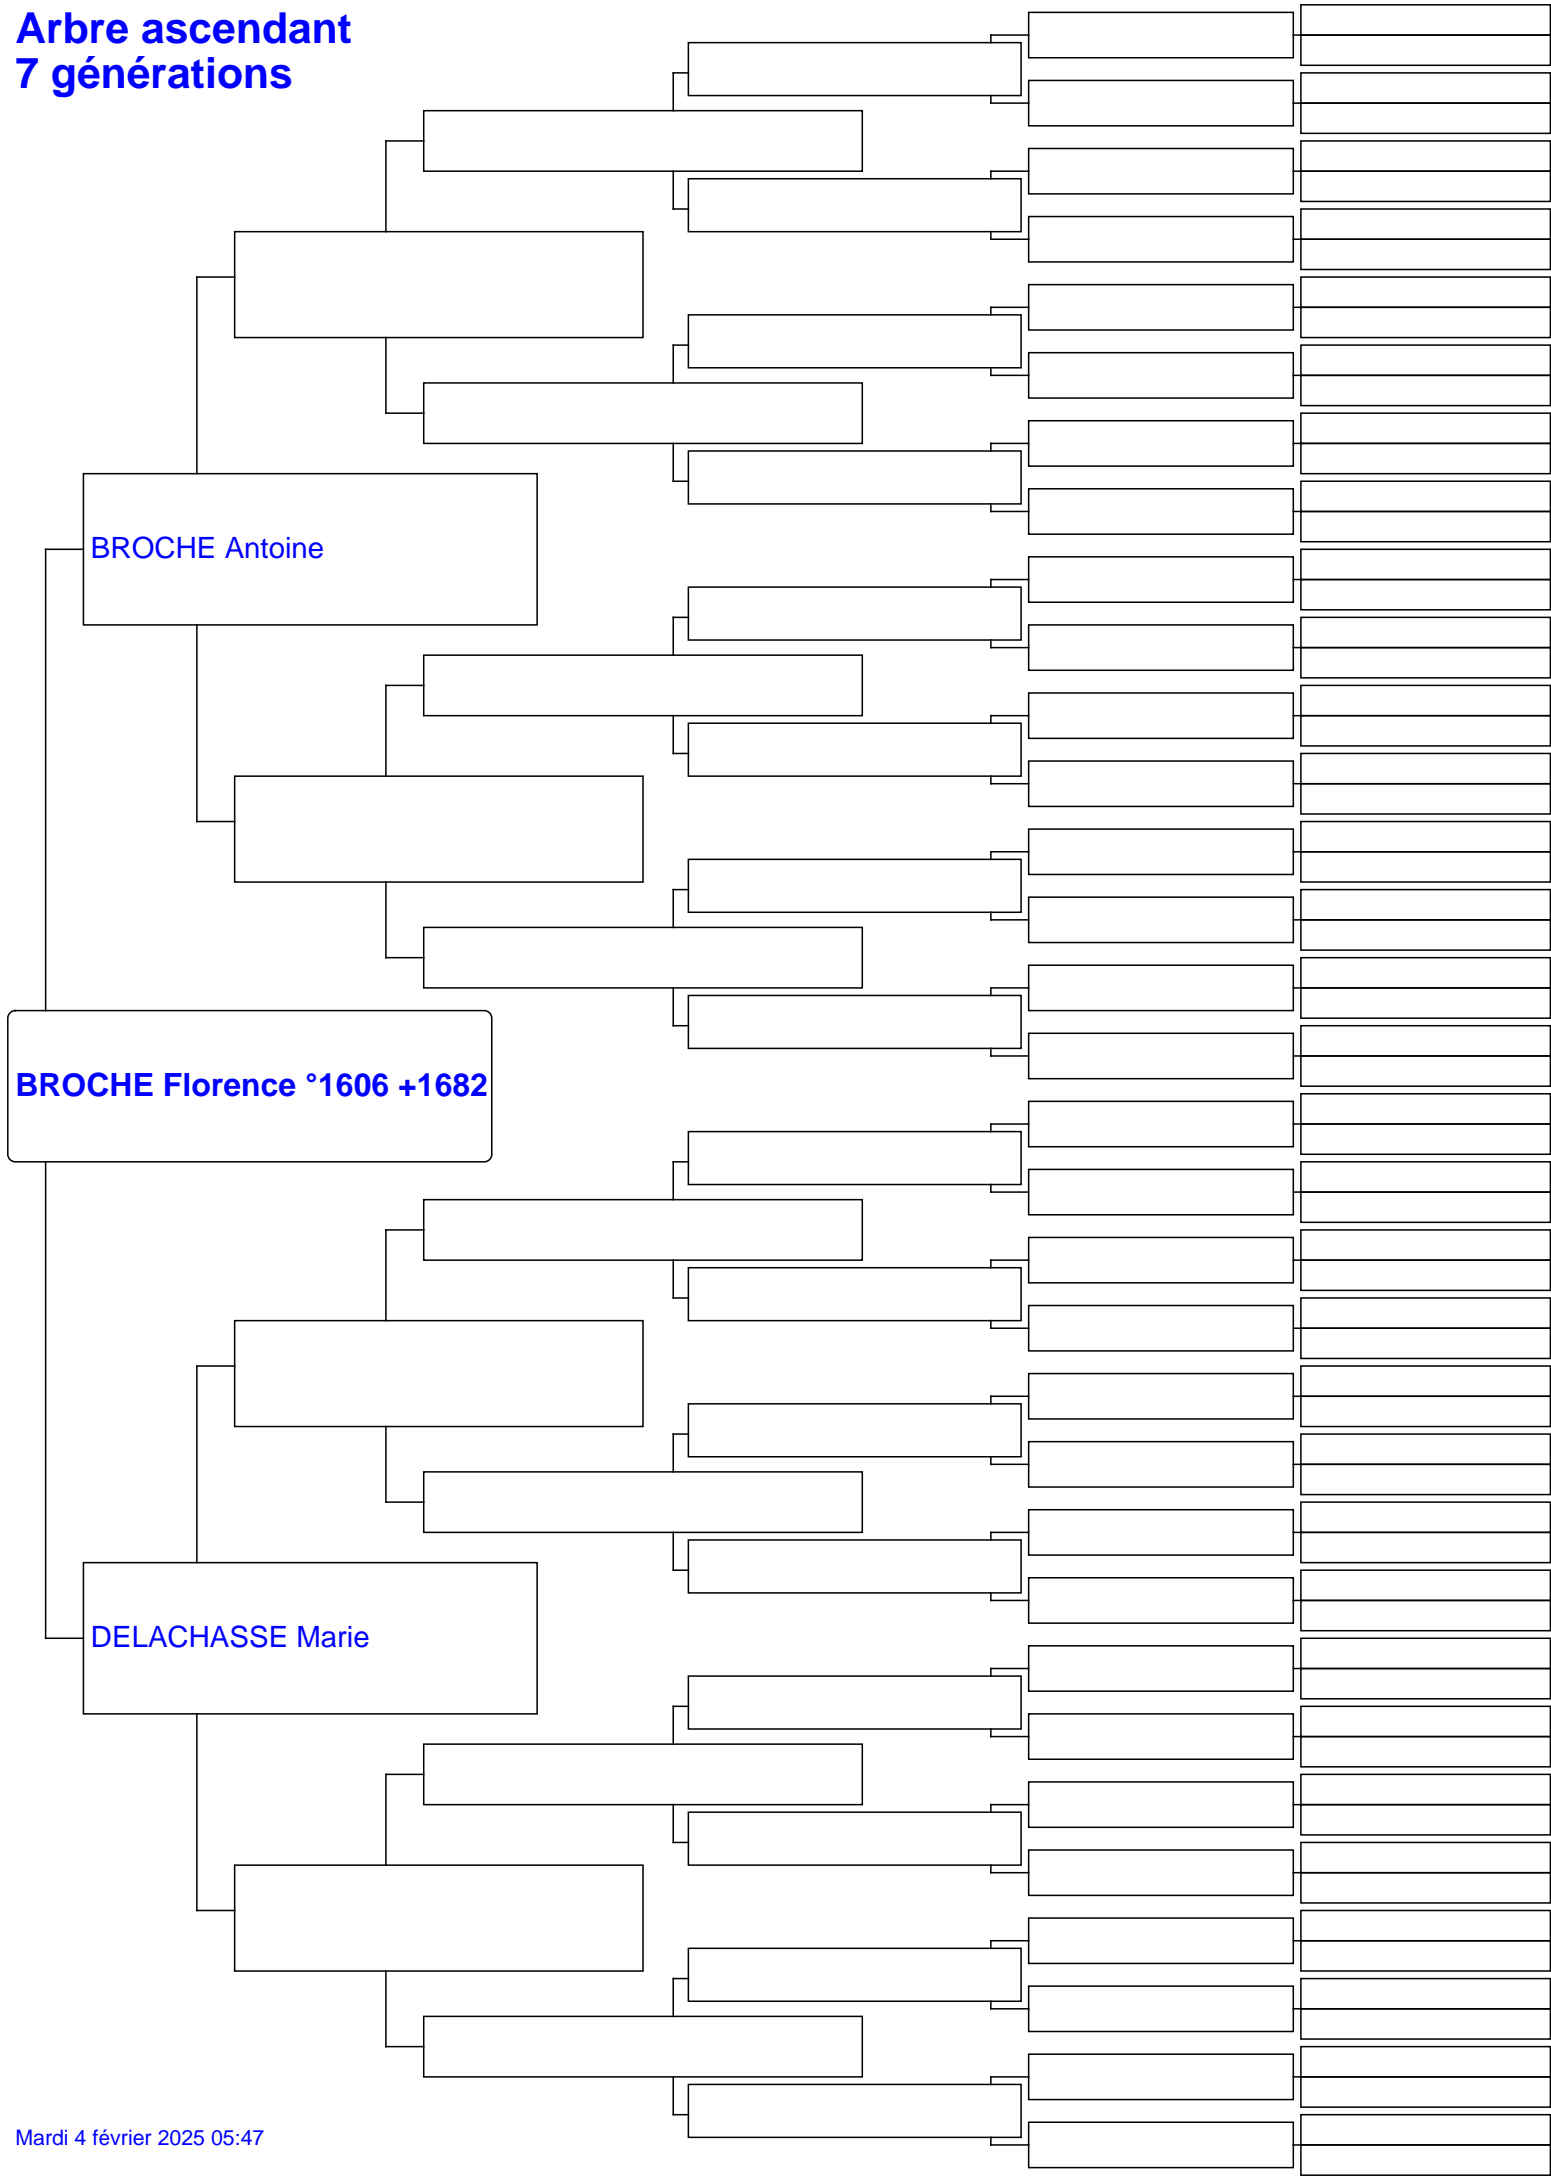 Arbre ascendant
7 générations
BROCHE Antoine
BROCHE Florence °1606 +1682
DELACHASSE Marie
Mardi 4 février 2025 05:47